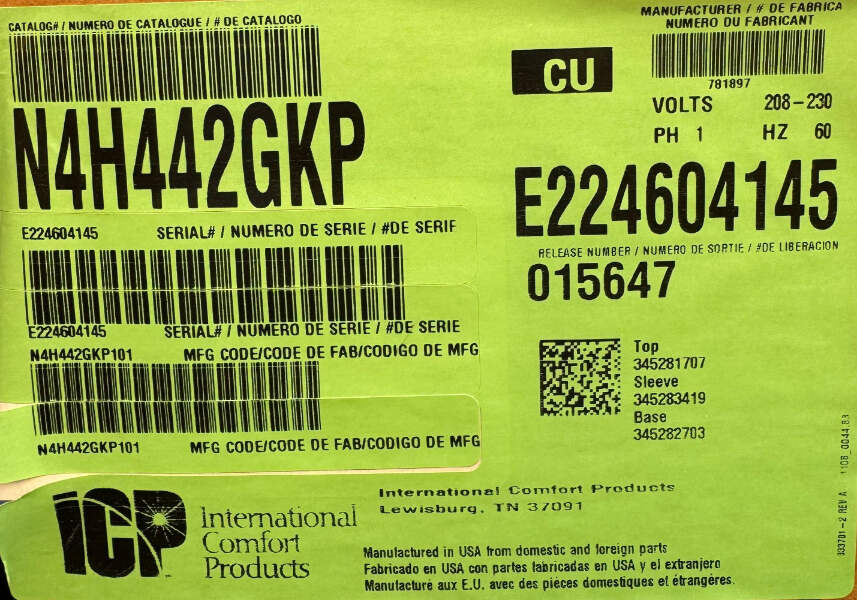 CATALOG# / NUMERO DE CATALOGUE / # DE CATALOGO
N4H442GKP
E224604145 SERIAL# / NUMERO DE SERIE / #DE SERIF
E224604145 SERIAL# / NUMERO DE SERIE / #DE SERIE
N4H442GKP101 MFG CODE/CODE DE FAB/CODIGO DE MFG
N4H442GKP101 MFG CODE/CODE DE FAB/CODIGO DE MFG
MANUFACTURER / # DE FABRICA
NUMERO DU FABRICANT
CU
781897
VOLTS 208-230
PH 1 HZ 60
E224604145
RELEASE NUMBER / NUMERO DE SORTIE / #DE LIBERACION
015647
Top
345281707
Sleeve
345283419
Base
345282703
ICP
International
Comfort
Products
International Comfort Products
Lewisburg, TN 37091
Manufactured in USA from domestic and foreign parts
Fabricado en USA con partes fabricadas en USA y el extranjero
Manufacturé aux E.U. avec des pièces domestiques et étrangéres.